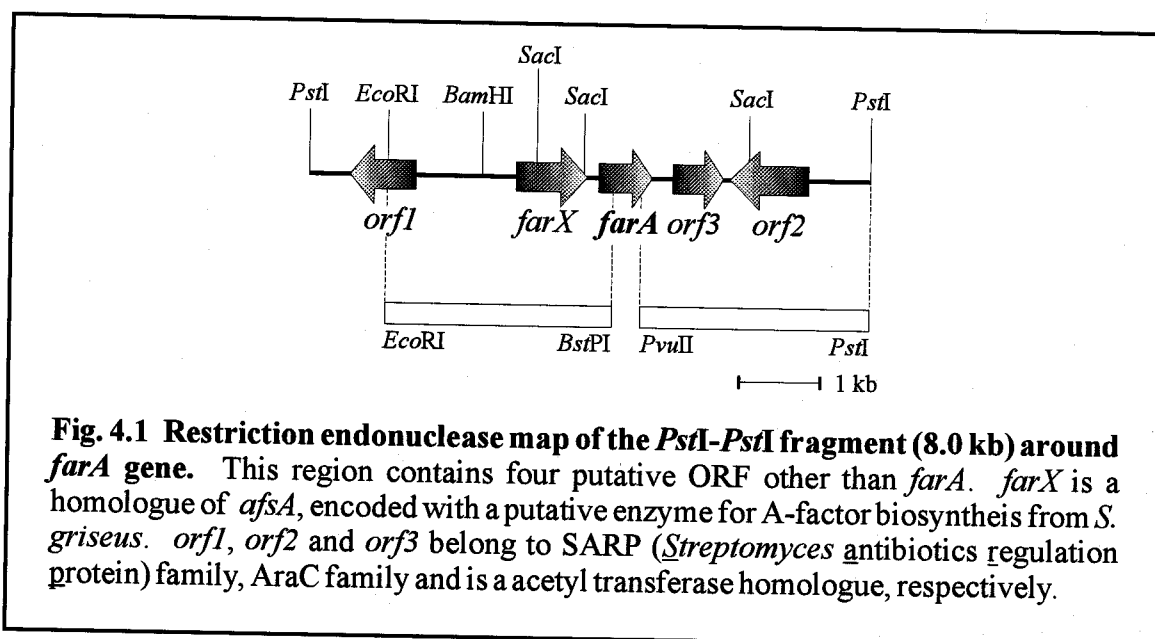 SacI
PstI EcoRI BamHI SacI SacI PstI
orf1 farX farA orf3 orf2
EcoRI BstPI PvuII PstI
1 kb
Fig. 4.1 Restriction endonuclease map of the PstI-PstI fragment (8.0 kb) around
farA gene. This region contains four putative ORF other than farA. farX is a
homologue of afsA, encoded with a putative enzyme for A-factor biosyntheis from S.
griseus. orf1, orf2 and orf3 belong to SARP (Streptomyces antibiotics regulation
protein) family, AraC family and is a acetyl transferase homologue, respectively.